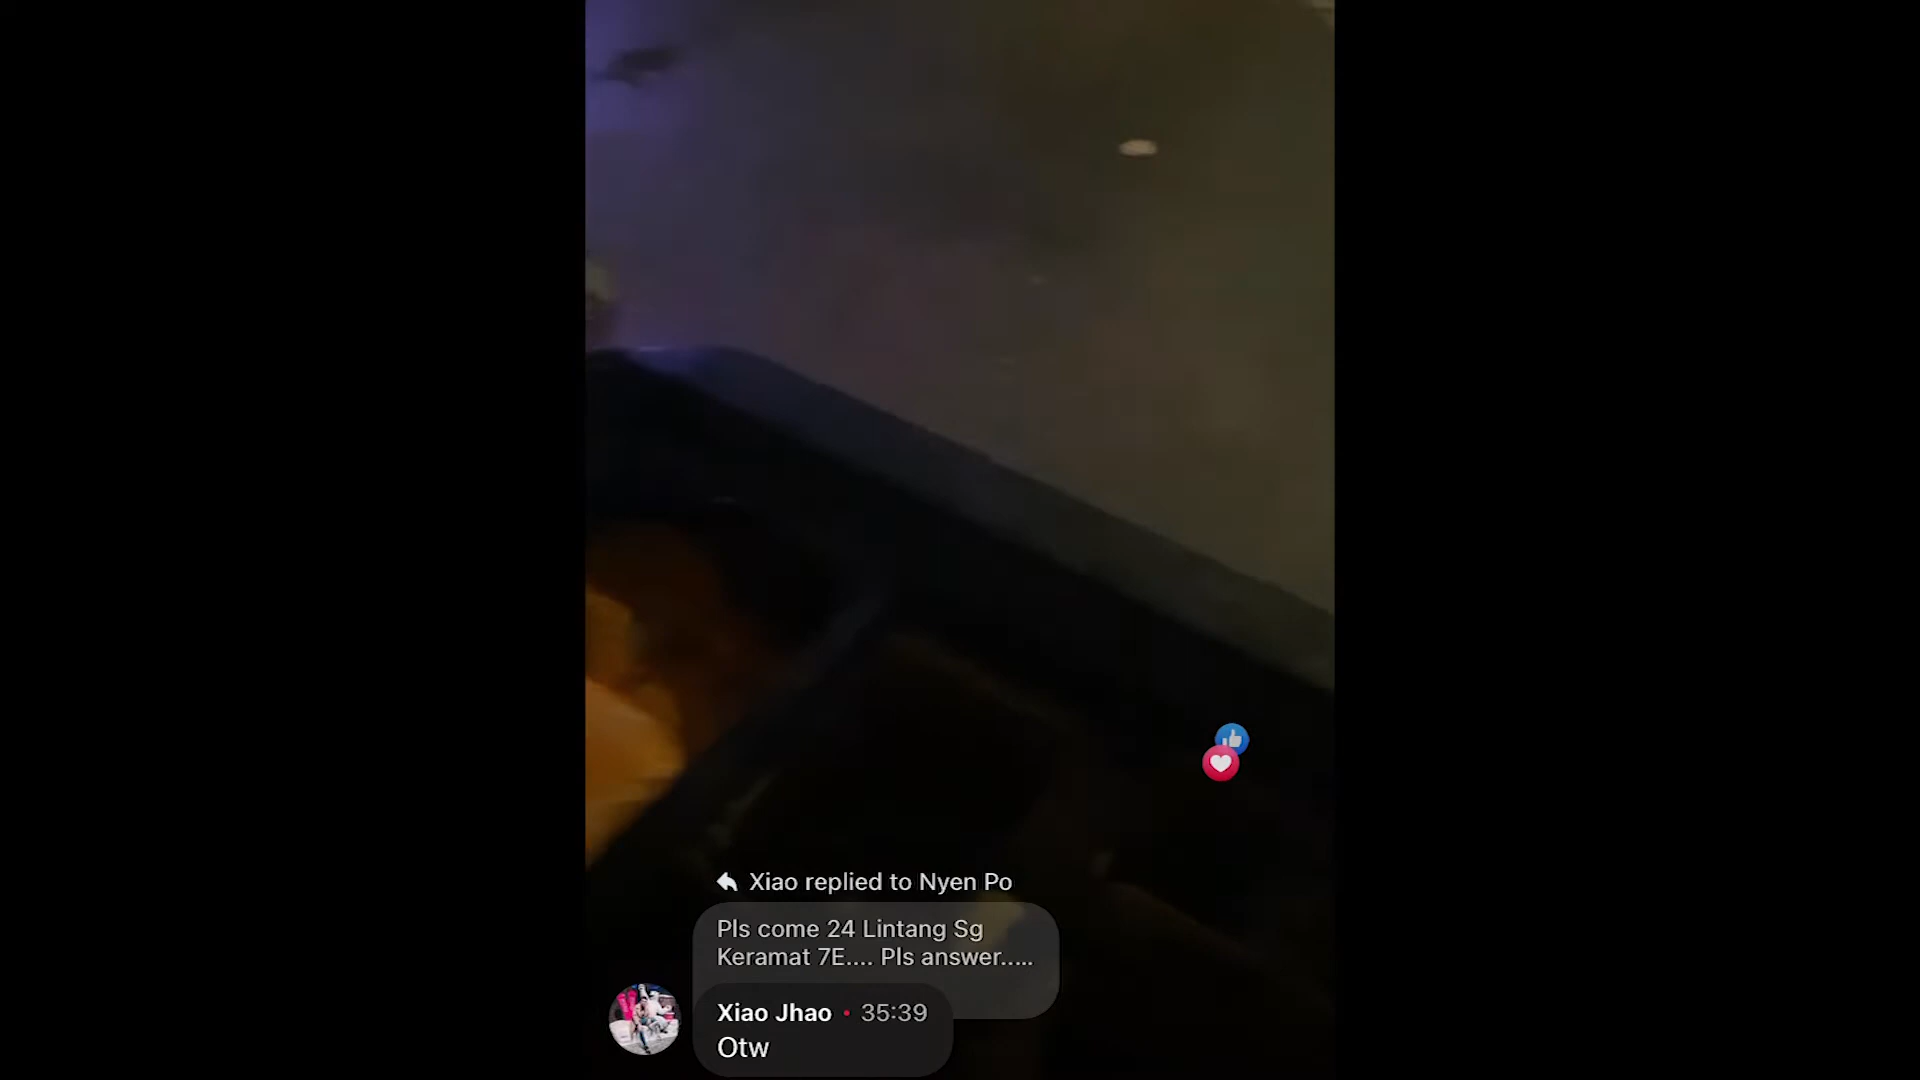 Xiao replied to Nyen Po
Pls come 24 Lintang Sg
Keramat 7E.... Pls answer.....
Xiao Jhao • 35:39
Otw